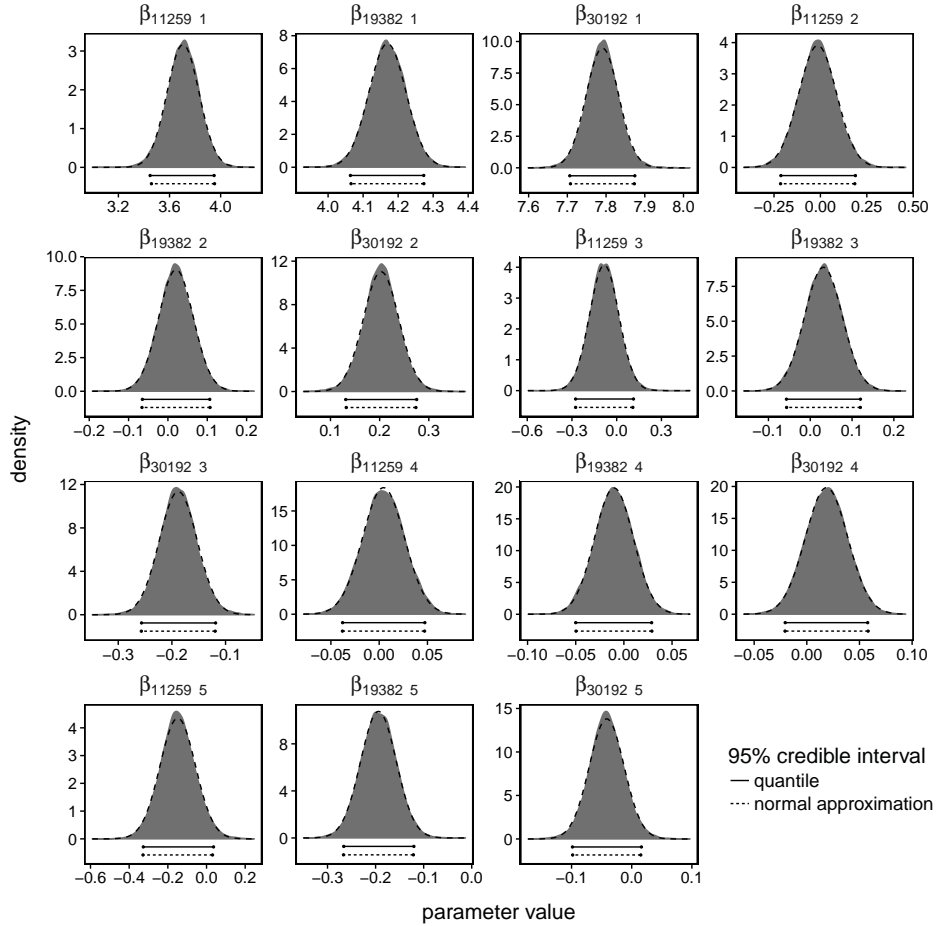 β11259 1 β19382 1 β30192 1 β11259 2
3 2 1 0
3.2 3.6 4.0
8 6 4 2 0
4.0 4.1 4.2 4.3 4.4
10.0 7.5 5.0 2.5 0.0
7.6 7.7 7.8 7.9 8.0
4 3 2 1 0
−0.25 0.00 0.25 0.50
β19382 2 β30192 2 β11259 3 β19382 3
10.0 7.5 5.0 2.5 0.0
−0.2 −0.1 0.0 0.1 0.2
12 8 4 0
0.1 0.2 0.3
4 3 2 1 0
−0.6 −0.3 0.0 0.3
7.5 5.0 2.5 0.0
−0.1 0.0 0.1 0.2
density
β30192 3 β11259 4 β19382 4 β30192 4
12 8 4 0
−0.3 −0.2 −0.1
15 10 5 0
−0.05 0.00 0.05
20 15 10 5 0
−0.10 −0.05 0.00 0.05
20 15 10 5 0
−0.05 0.00 0.05 0.10
β11259 5 β19382 5 β30192 5
4 3 2 1 0
−0.6 −0.4 −0.2 0.0 0.2
8 4 0
−0.3 −0.2 −0.1 0.0
15 10 5 0
−0.1 0.0 0.1
95% credible interval
quantile
normal approximation
parameter value